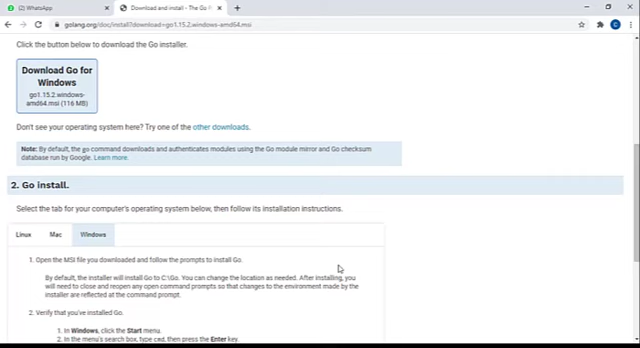 (2) WhatsApp
Download and install - The Go P
golang.org/doc/install?download=go1.15.2.windows-amd64.msi
Click the button below to download the Go installer.
Download Go for
Windows
go1.15.2.windows-
amd64.msi (116 MB)
Don't see your operating system here? Try one of the other downloads.
Note: By default, the go command downloads and authenticates modules using the Go module mirror and Go checksum
database run by Google. Learn more.
2. Go install.
Select the tab for your computer's operating system below, then follow its installation instructions.
Linux Mac Windows
1. Open the MSI file you downloaded and follow the prompts to install Go.
By default, the installer will install Go to C:\Go. You can change the location as needed. After installing, you
will need to close and reopen any open command prompts so that changes to the environment made by the
installer are reflected at the command prompt.
2. Verify that you've installed Go.
1. In Windows, click the Start menu.
2. In the menu's search box, type cmd, then press the Enter key.